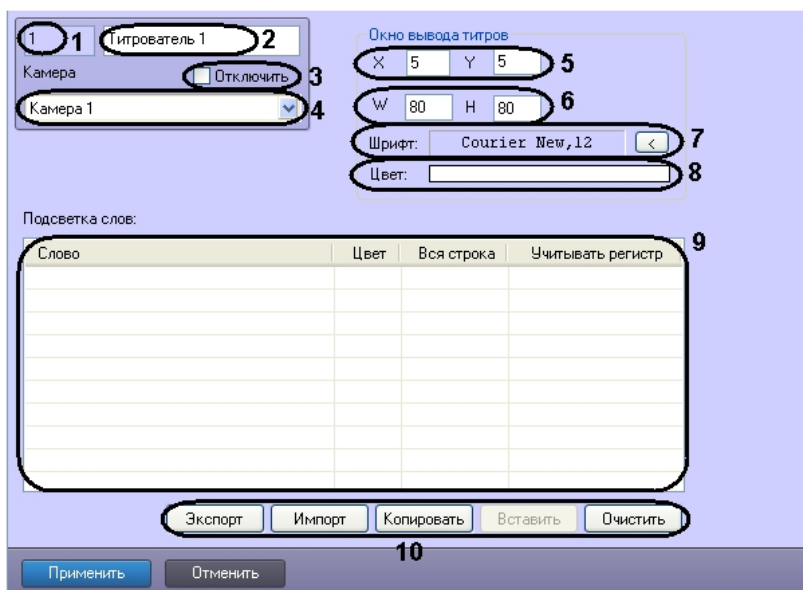 1 1 Титрователь 1 2
Камера Отключить 3
Камера 1 4
Окно вывода титров
X 5 Y 5 5
W 80 H 80 6
Шрифт: Courier New,12 < 7
Цвет: 8
Подсветка слов:
Слово Цвет Вся строка Учитывать регистр 9
Экспорт Импорт Копировать Вставить Очистить
10
Применить Отменить